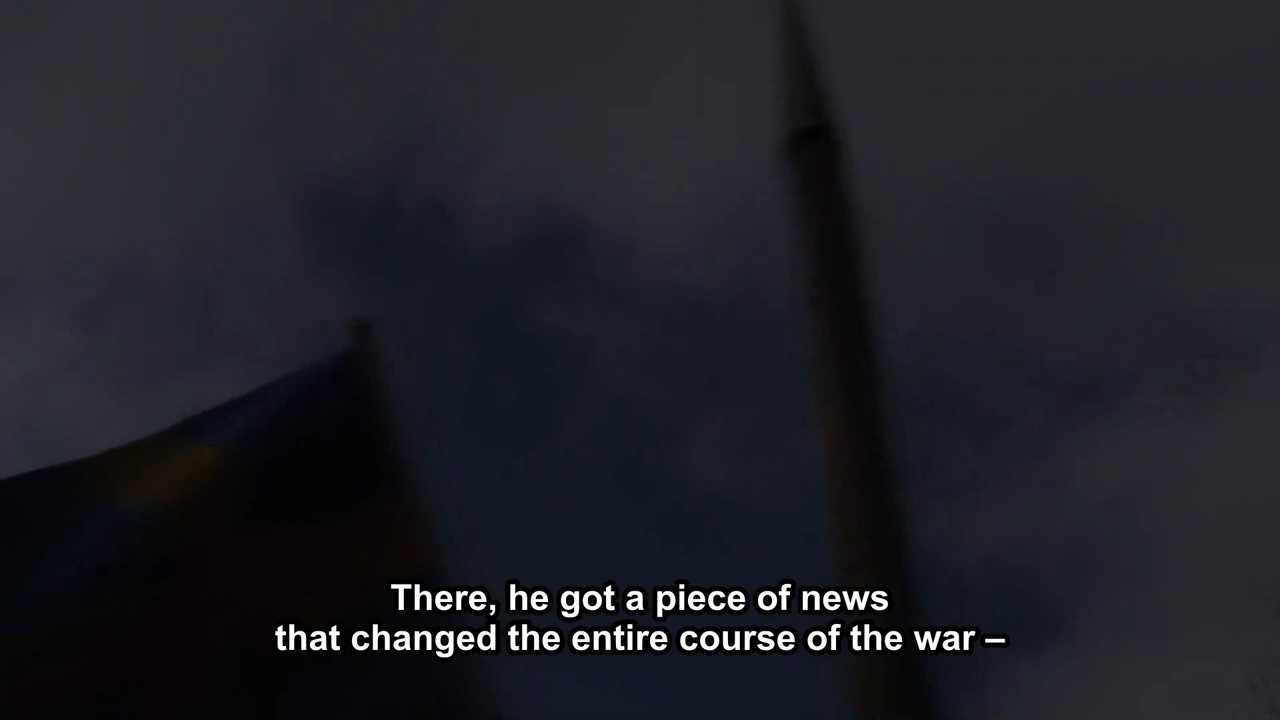 There, he got a piece of news
that changed the entire course of the war –